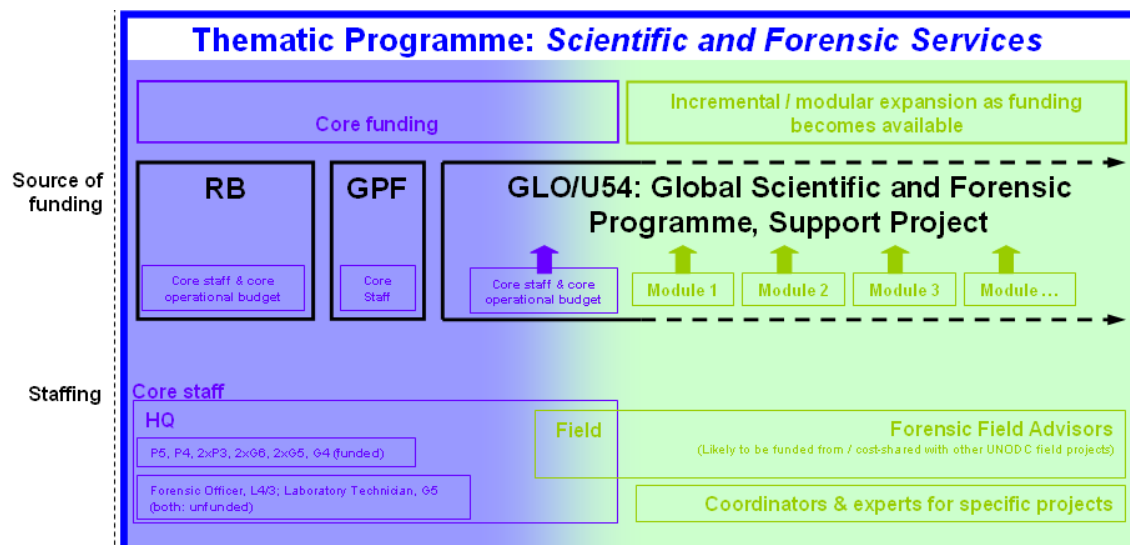 Thematic Programme: Scientific and Forensic Services
Core funding
Incremental / modular expansion as funding
becomes available
Source of
funding
RB
GPF
GLO/U54: Global Scientific and Forensic
Programme, Support Project
Core staff & core
operational budget
Core
Staff
Core staff & core
operational budget
Module 1
Module 2
Module 3
Module ...
Staffing
Core staff
HQ
P5, P4, 2xP3, 2xG6, 2xG5, G4 (funded)
Forensic Officer, L4/3; Laboratory Technician, G5
(both: unfunded)
Field
Forensic Field Advisors
(Likely to be funded from / cost-shared with other UNODC field projects)
Coordinators & experts for specific projects